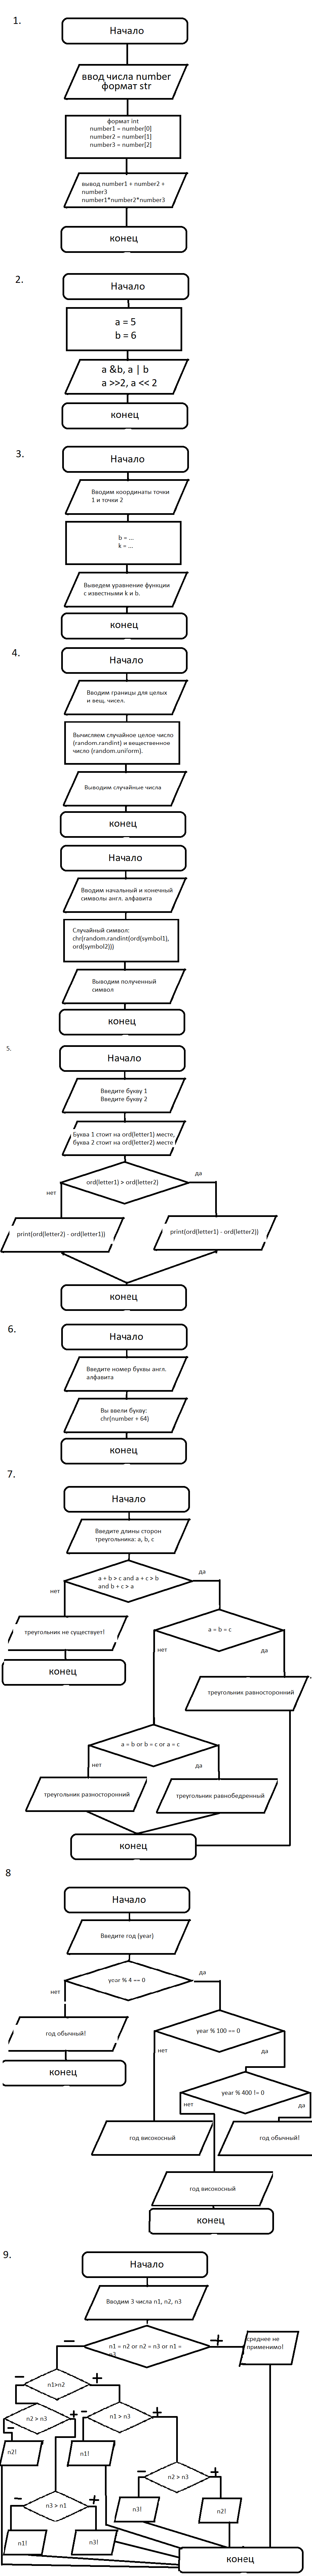 1.
Начало
ввод числа number
формат str
формат int
number1 = number[0]
number2 = number[1]
number3 = number[2]
вывод number1 + number2 +
number3
number1*number2*number3
конец
2.
Начало
a = 5
b = 6
a &b, a | b
a >>2, a << 2
конец
3.
Начало
Вводим координаты точки
1 и точки 2
b = ...
k = ...
Выведем уравнение функции
с известными k и b.
конец
4.
Начало
Вводим границы для целых
и вещ. чисел.
Вычисляем случайное целое число
(random.randint) и вещественное
число (random.uniform).
Выводим случайные числа
конец
Начало
Вводим начальный и конечный
символы англ. алфавита
Случайный символ:
chr(random.randint(ord(symbol1),
ord(symbol2)))
Выводим полученный
символ
конец
5.
Начало
Введите букву 1
Введите букву 2
Буква 1 стоит на ord(letter1) месте,
буква 2 стоит на ord(letter2) месте
ord(letter1) > ord(letter2)
да
нет
print(ord(letter2) - ord(letter1))
print(ord(letter1) - ord(letter2))
конец
6.
Начало
Введите номер буквы англ.
алфавита
Вы ввели букву:
chr(number + 64)
конец
7.
Начало
Введите длины сторон
треугольника: a, b, c
a + b > c and a + c > b
and b + c > a
да
нет
треугольник не существует!
a = b = c
конец
нет
да
треугольник равносторонний
a = b or b = c or a = c
нет
да
треугольник разносторонний
треугольник равнобедренный
конец
8
Начало
Введите год (year)
year % 4 == 0
да
нет
год обычный!
year % 100 == 0
нет
да
конец
year % 400 != 0
нет
да
год високосный
год обычный!
год високосный
конец
9.
Начало
Вводим 3 числа n1, n2, n3
n1 = n2 or n2 = n3 or n1 =
n3
среднее не
применимо!
− +
n1>n2
− +
n2 > n3
n1 > n3
− + − +
n2!
n1!
n2 > n3
− +
n3 > n1
n3!
n2!
− +
n1!
n3!
конец